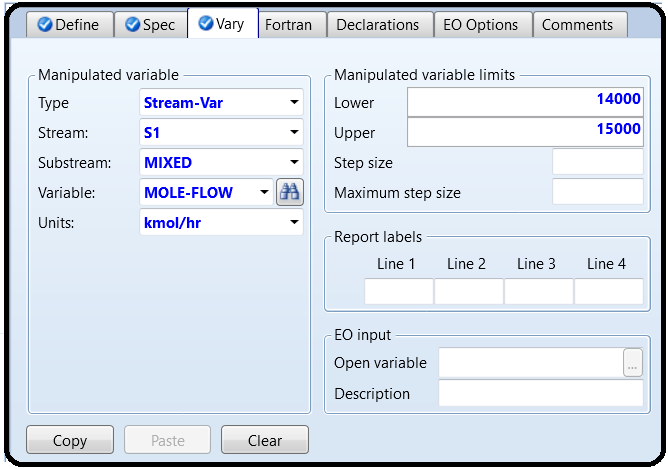 Define Spec Vary Fortran Declarations EO Options Comments
Manipulated variable
Type Stream-Var
Stream: S1
Substream: MIXED
Variable: MOLE-FLOW
Units: kmol/hr
Manipulated variable limits
Lower 14000
Upper 15000
Step size
Maximum step size
Report labels
Line 1 Line 2 Line 3 Line 4
EO input
Open variable ...
Description
Copy Paste Clear